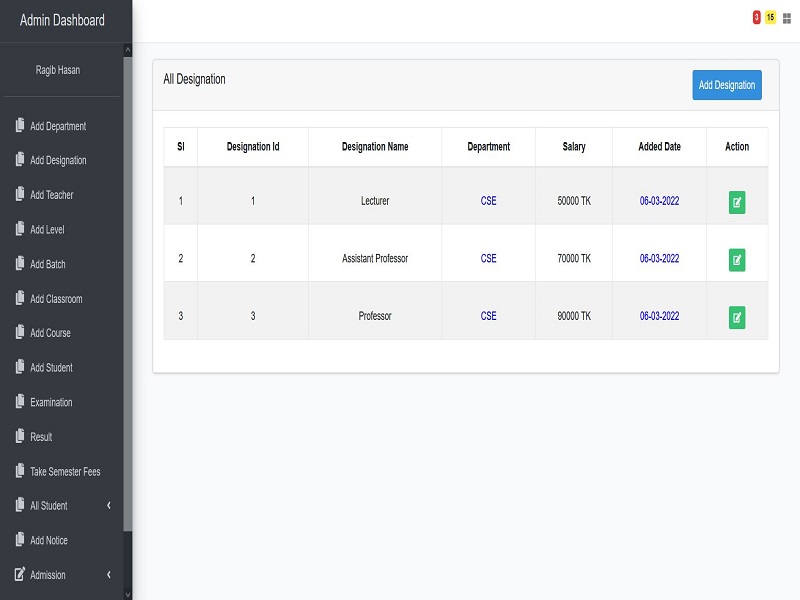 Admin Dashboard
3 15
Ragib Hasan
Add Department
Add Designation
Add Teacher
Add Level
Add Batch
Add Classroom
Add Course
Add Student
Examination
Result
Take Semester Fees
All Student
Add Notice
Admission
All Designation
Add Designation
Sl Designation Id Designation Name Department Salary Added Date Action
1 1 Lecturer CSE 50000 TK 06-03-2022
2 2 Assistant Professor CSE 70000 TK 06-03-2022
3 3 Professor CSE 90000 TK 06-03-2022